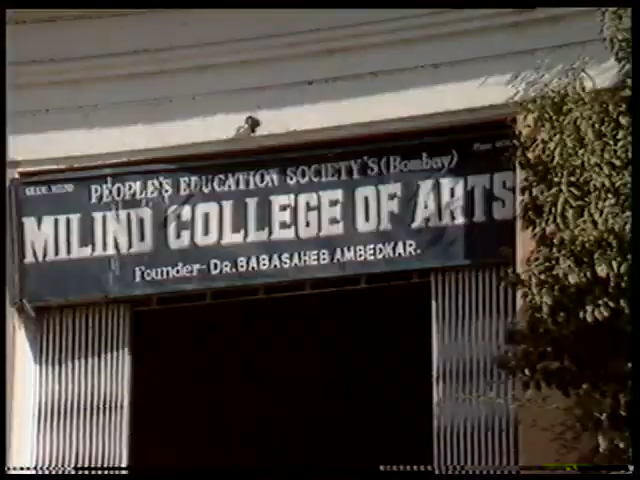 PEOPLE'S EDUCATION SOCIETY'S (Bombay)
MILIND COLLEGE OF ARTS
Founder- DR. BABASAHEB AMBEDKAR.